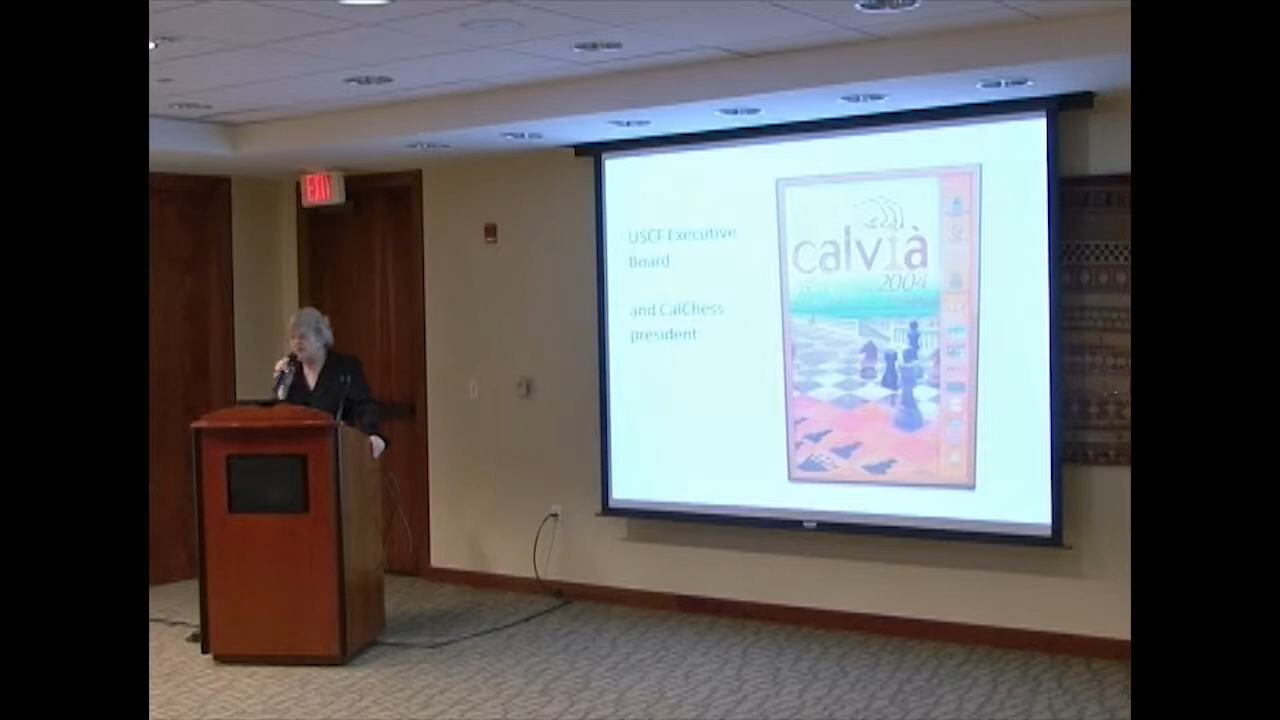 EXIT
USCF Executive
Board
and CalChess
president
calvià
2004